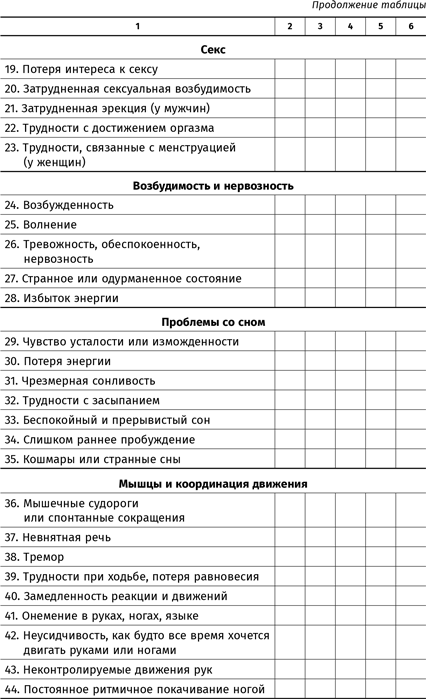 Продолжение таблицы
1 2 3 4 5 6
Секс
19. Потеря интереса к сексу
20. Затрудненная сексуальная возбудимость
21. Затрудненная эрекция (у мужчин)
22. Трудности с достижением оргазма
23. Трудности, связанные с менструацией
(у женщин)
Возбудимость и нервозность
24. Возбужденность
25. Волнение
26. Тревожность, обеспокоенность,
нервозность
27. Странное или одурманенное состояние
28. Избыток энергии
Проблемы со сном
29. Чувство усталости или изможденности
30. Потеря энергии
31. Чрезмерная сонливость
32. Трудности с засыпанием
33. Беспокойный и прерывистый сон
34. Слишком раннее пробуждение
35. Кошмары или странные сны
Мышцы и координация движения
36. Мышечные судороги
или спонтанные сокращения
37. Невнятная речь
38. Тремор
39. Трудности при ходьбе, потеря равновесия
40. Замедленность реакции и движений
41. Онемение в руках, ногах, языке
42. Неусидчивость, как будто все время хочется
двигать руками или ногами
43. Неконтролируемые движения рук
44. Постоянное ритмичное покачивание ногой